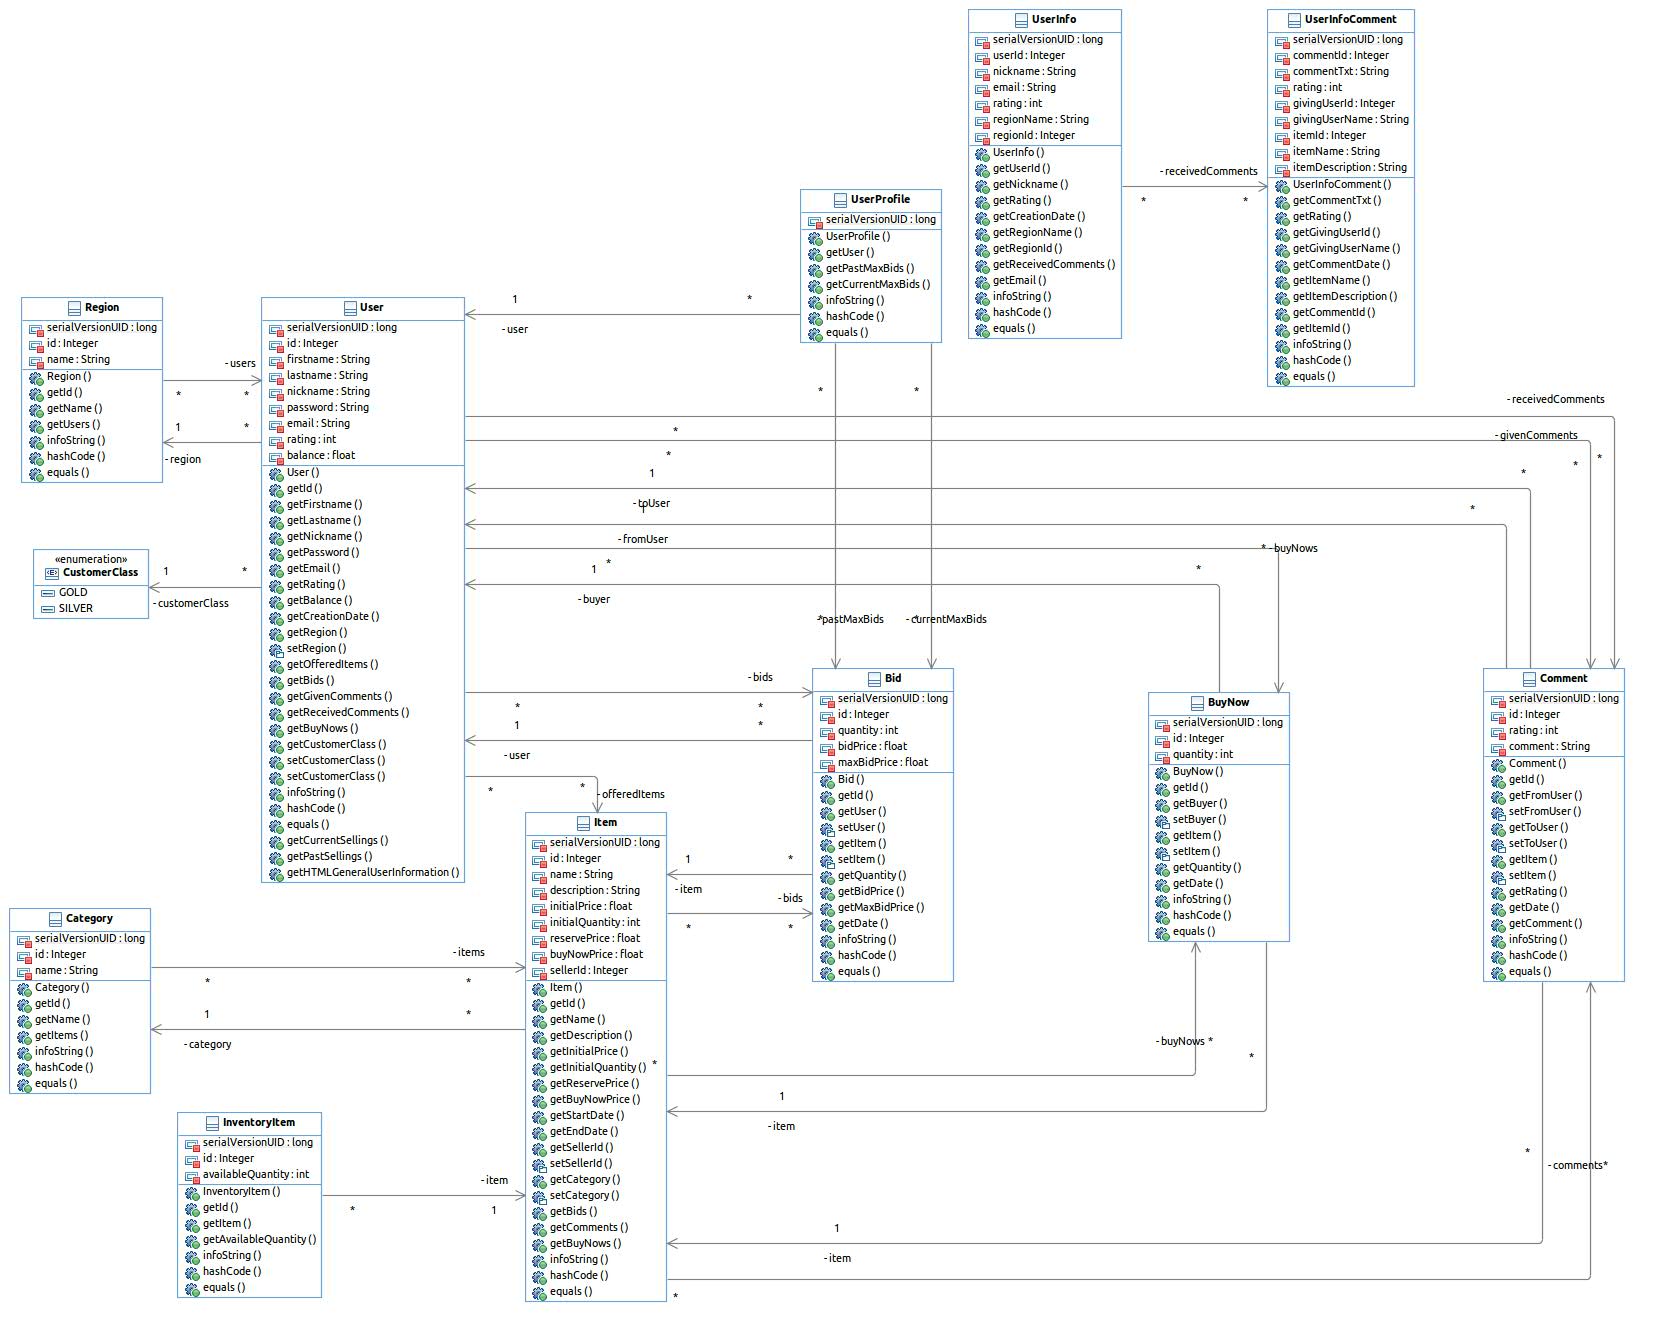 UserInfo
serialVersionUID : long
userId : Integer
nickname : String
email : String
rating : int
regionName : String
regionId : Integer
UserInfo ()
getUserId ()
getNickname ()
getRating ()
getCreationDate ()
getRegionName ()
getRegionId ()
getReceivedComments ()
getEmail ()
infoString ()
hashCode ()
equals ()
-receivedComments
*
*
UserInfoComment
serialVersionUID : long
commentId : Integer
commentTxt : String
rating : int
givingUserId : Integer
givingUserName : String
itemId : Integer
itemName : String
itemDescription : String
UserInfoComment ()
getCommentTxt ()
getRating ()
getGivingUserId ()
getGivingUserName ()
getCommentDate ()
getItemName ()
getItemDescription ()
getCommentId ()
getItemId ()
infoString ()
hashCode ()
equals ()
UserProfile
serialVersionUID : long
UserProfile ()
getUser ()
getPastMaxBids ()
getCurrentMaxBids ()
infoString ()
hashCode ()
equals ()
1
*
-user
Region
serialVersionUID : long
id : Integer
name : String
Region ()
getId ()
getName ()
getUsers ()
infoString ()
hashCode ()
equals ()
-users
*
*
1
*
-region
User
serialVersionUID : long
id : Integer
firstname : String
lastname : String
nickname : String
password : String
email : String
rating : int
balance : float
User ()
getId ()
getFirstname ()
getLastname ()
getNickname ()
getPassword ()
getEmail ()
getRating ()
getBalance ()
getCreationDate ()
getRegion ()
setRegion ()
getOfferedItems ()
getBids ()
getGivenComments ()
getReceivedComments ()
getBuyNows ()
getCustomerClass ()
setCustomerClass ()
setCustomerClass ()
infoString ()
hashCode ()
equals ()
getCurrentSellings ()
getPastSellings ()
getHTMLGeneralUserInformation ()
«enumeration»
CustomerClass
GOLD
SILVER
1
*
-customerClass
*
*
-receivedComments
*
-givenComments
*
*
*
1
*
-toUser
1
*
-fromUser
* -buyNows
1
*
*
-buyer
*
-pastMaxBids
*
-currentMaxBids
-bids
*
*
1
*
-user
*
*
-offeredItems
Bid
serialVersionUID : long
id : Integer
quantity : int
bidPrice : float
maxBidPrice : float
Bid ()
getId ()
getUser ()
setUser ()
getItem ()
setItem ()
getQuantity ()
getBidPrice ()
getMaxBidPrice ()
getDate ()
infoString ()
hashCode ()
equals ()
BuyNow
serialVersionUID : long
id : Integer
quantity : int
BuyNow ()
getId ()
getBuyer ()
setBuyer ()
getItem ()
setItem ()
getQuantity ()
getDate ()
infoString ()
hashCode ()
equals ()
Comment
serialVersionUID : long
id : Integer
rating : int
comment : String
Comment ()
getId ()
getFromUser ()
setFromUser ()
getToUser ()
setToUser ()
getItem ()
setItem ()
getRating ()
getDate ()
getComment ()
infoString ()
hashCode ()
equals ()
Item
serialVersionUID : long
id : Integer
name : String
description : String
initialPrice : float
initialQuantity : int
reservePrice : float
buyNowPrice : float
sellerId : Integer
Item ()
getId ()
getName ()
getDescription ()
getInitialPrice ()
getInitialQuantity ()
getReservePrice ()
getBuyNowPrice ()
getStartDate ()
getEndDate ()
getSellerId ()
setSellerId ()
getCategory ()
setCategory ()
getBids ()
getComments ()
getBuyNows ()
infoString ()
hashCode ()
equals ()
1
*
-item
-bids
*
*
Category
serialVersionUID : long
id : Integer
name : String
Category ()
getId ()
getName ()
getItems ()
infoString ()
hashCode ()
equals ()
-items
*
*
1
*
-category
*
-buyNows *
*
1
-item
InventoryItem
serialVersionUID : long
id : Integer
availableQuantity : int
InventoryItem ()
getId ()
getItem ()
getAvailableQuantity ()
infoString ()
hashCode ()
equals ()
-item
*
1
*
-comments*
1
-item
*